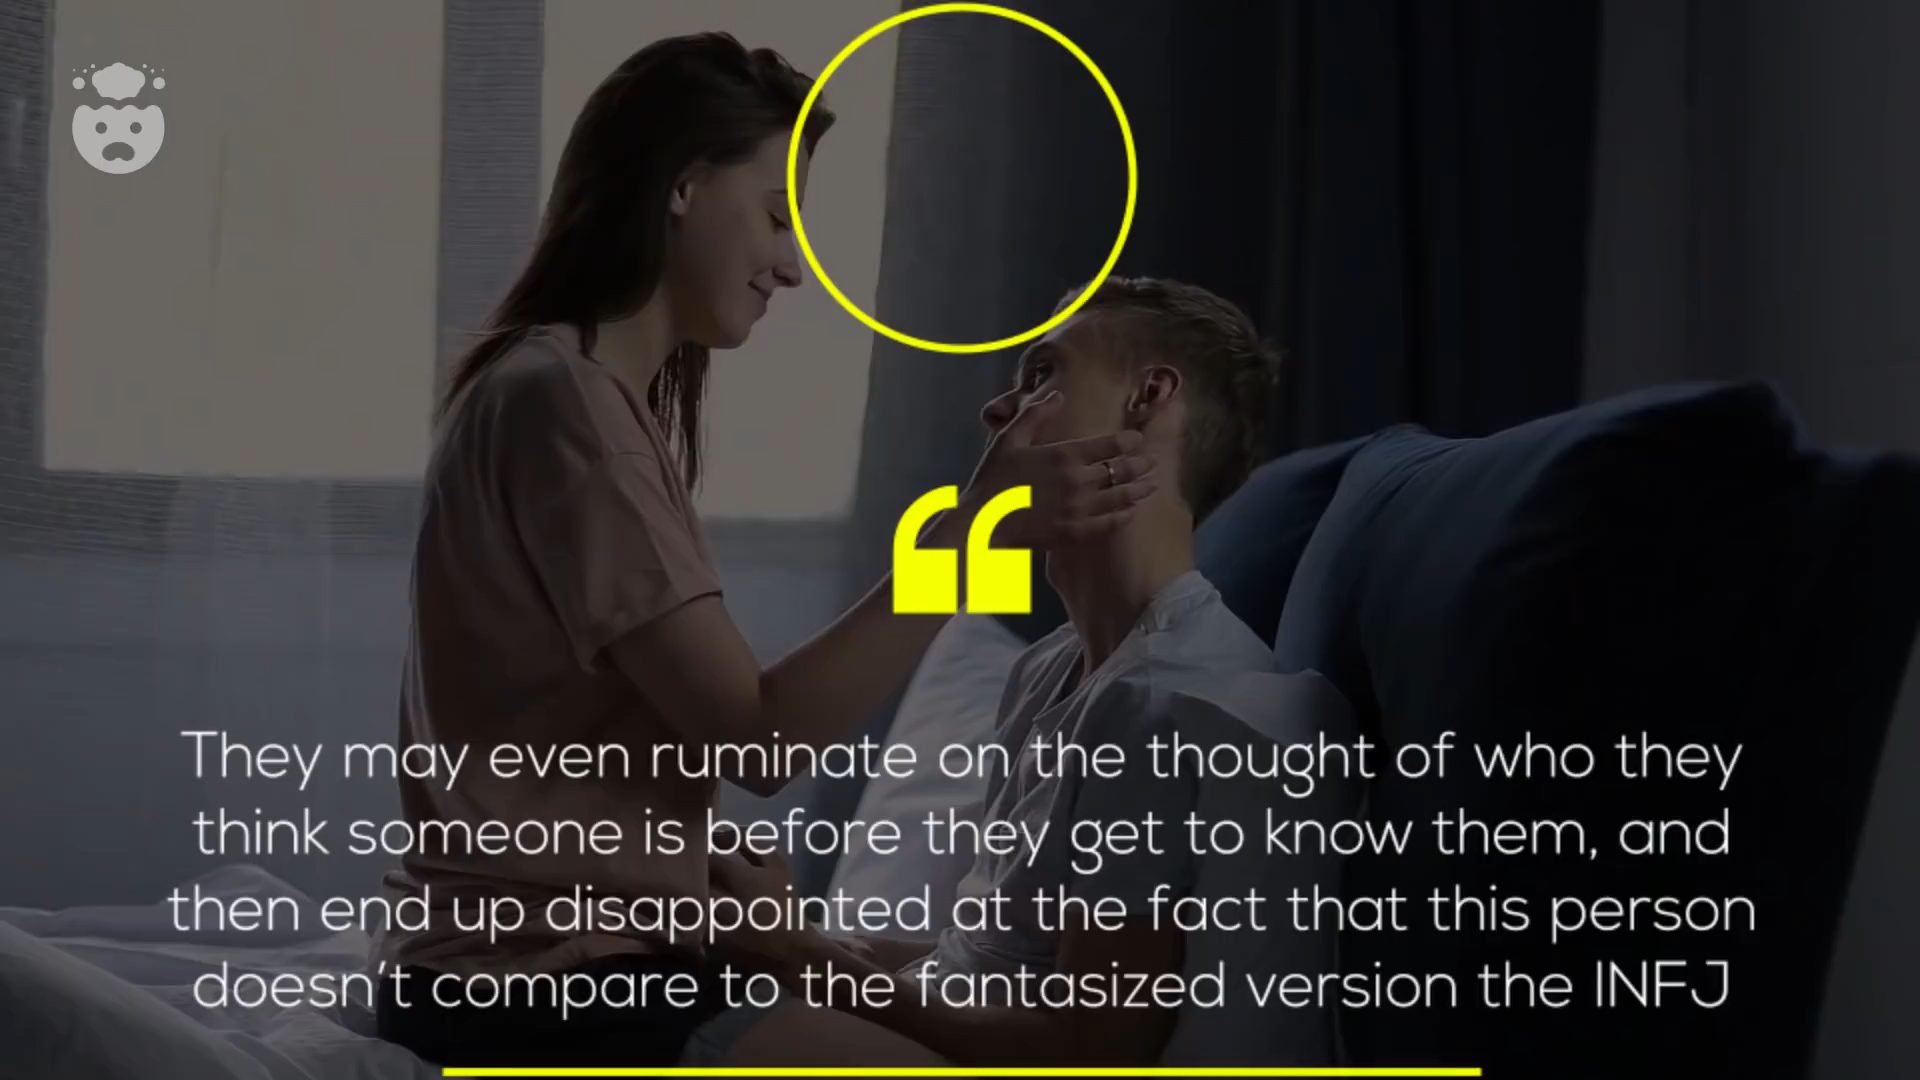 They may even ruminate on the thought of who they
think someone is before they get to know them, and
then end up disappointed at the fact that this person
doesn’t compare to the fantasized version the INFJ